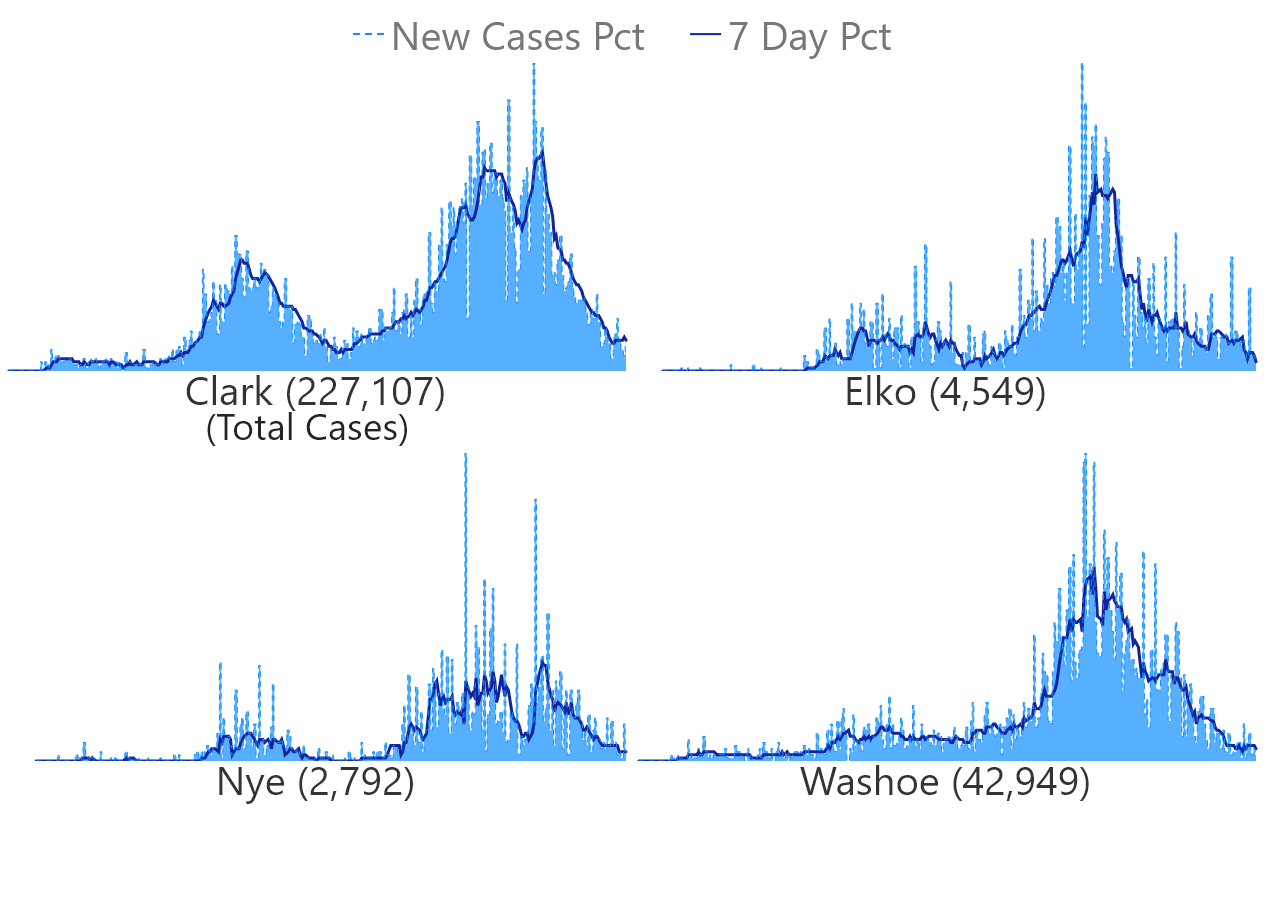 New Cases Pct 7 Day Pct
Clark (227,107)
(Total Cases)
Elko (4,549)
Nye (2,792)
Washoe (42,949)